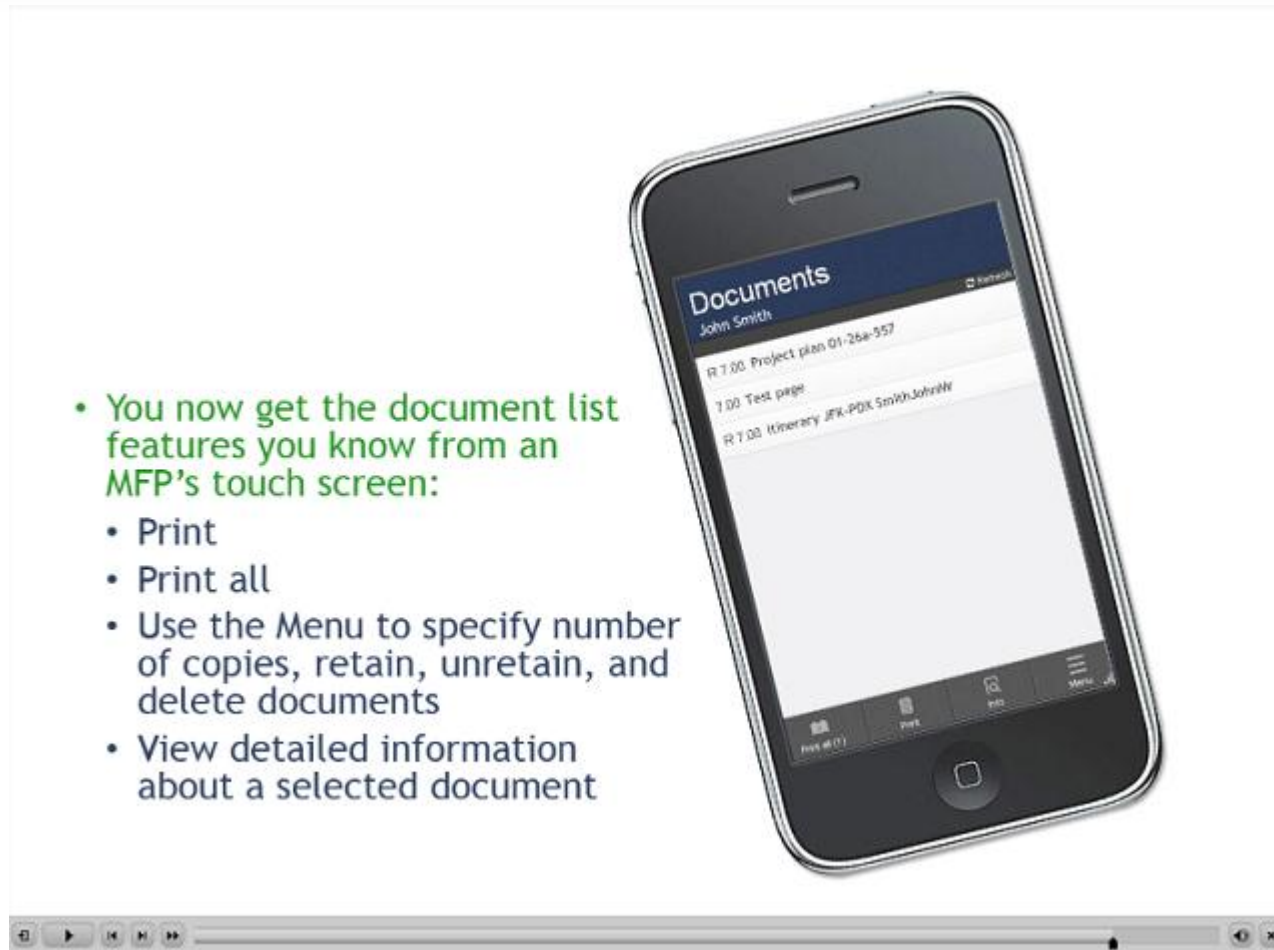 • You now get the document list
features you know from an
MFP's touch screen:
• Print
• Print all
• Use the Menu to specify number
of copies, retain, unretain, and
delete documents
• View detailed information
about a selected document
Documents
John Smith
Refresh
R 7.00 Project plan 01-26a-557
7.00 Test page
R 7.00 Itinerary JFK-PDX SmithJohnW
Print all (1)
Print
Info
Menu